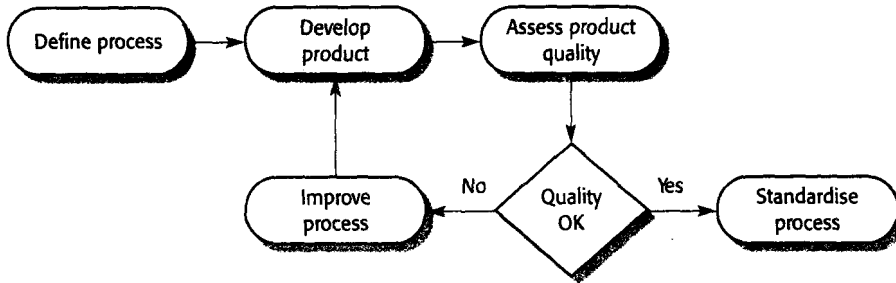 Define process
Develop
product
Assess product
quality
Improve
process
No
Quality
OK
Yes
Standardise
process